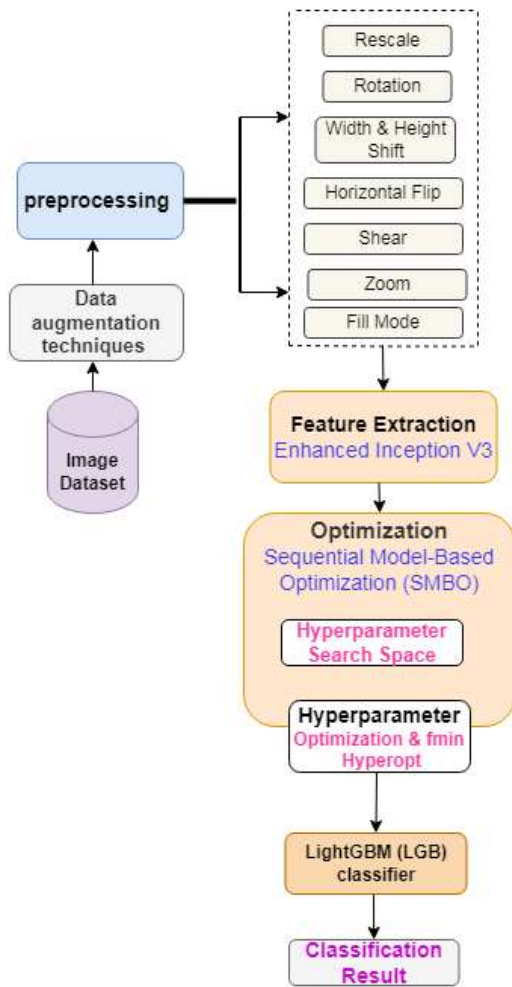 Rescale
Rotation
Width & Height
Shift
Horizontal Flip
Shear
Zoom
Fill Mode
preprocessing
Data
augmentation
techniques
Image
Dataset
Feature Extraction
Enhanced Inception V3
Optimization
Sequential Model-Based
Optimization (SMBO)
Hyperparameter
Search Space
Hyperparameter
Optimization & fmin
Hyperopt
LightGBM (LGB)
classifier
Classification
Result